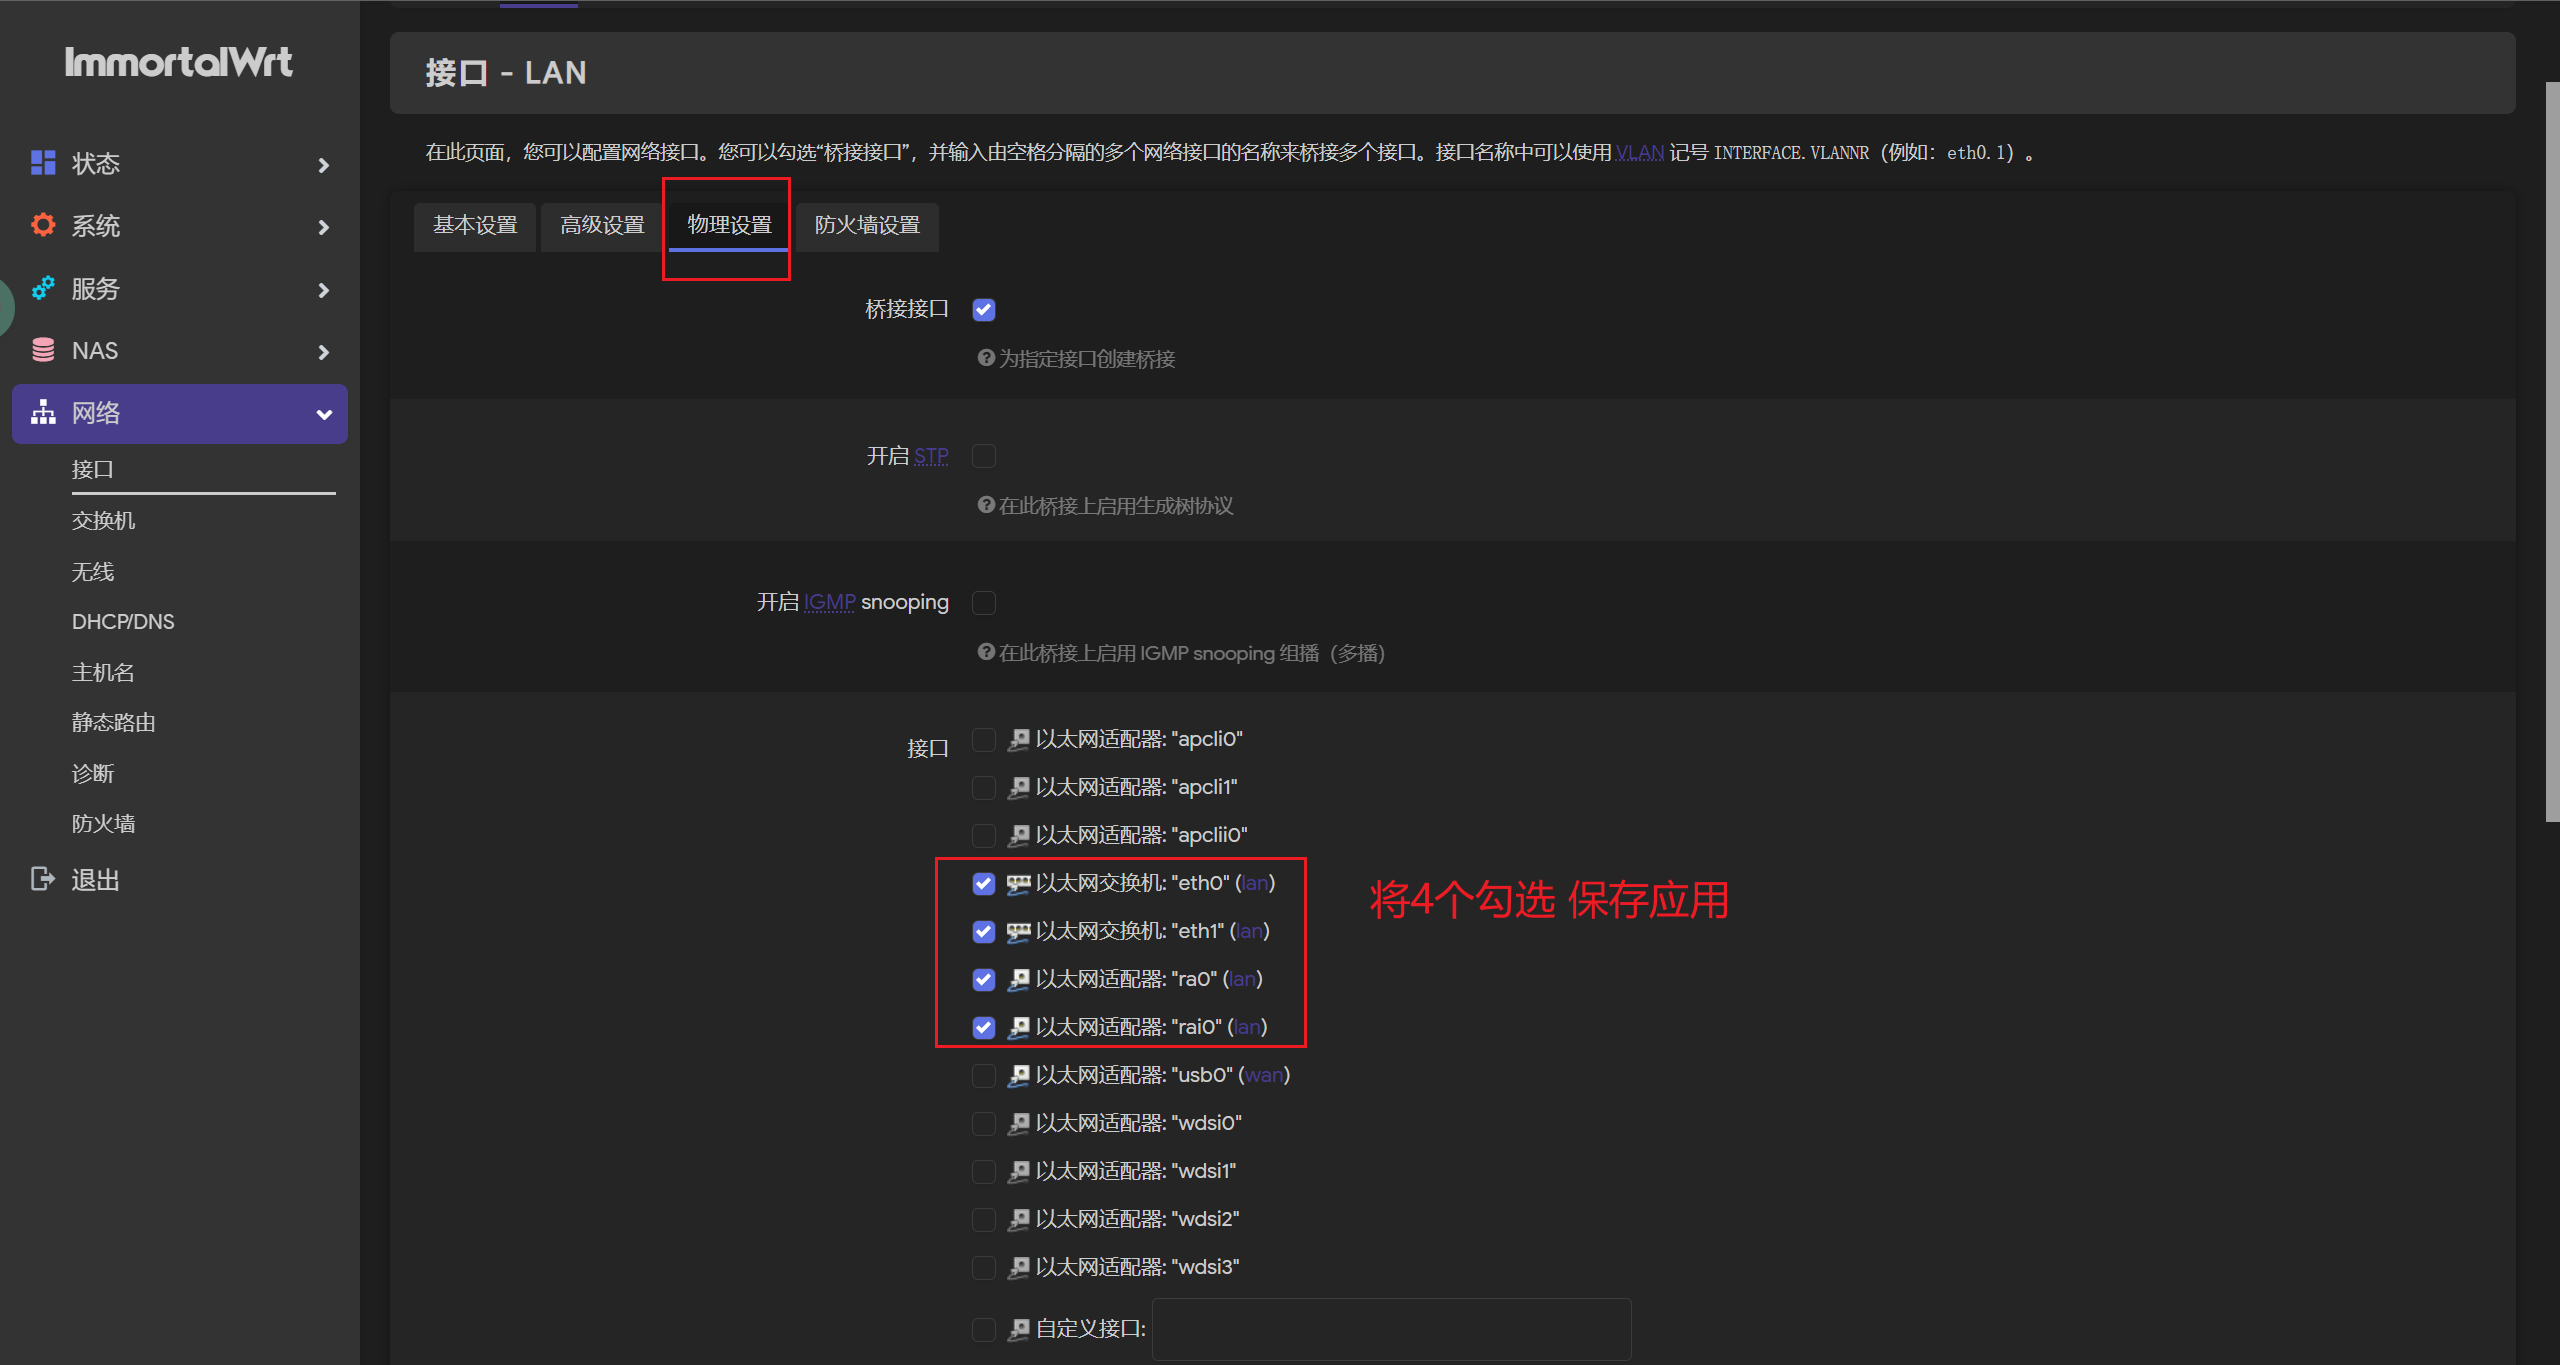 ImmortalWrt
状态
系统
服务
NAS
网络
接口
交换机
无线
DHCP/DNS
主机名
静态路由
诊断
防火墙
退出
接口 - LAN
在此页面，您可以配置网络接口。您可以勾选“桥接接口”，并输入由空格分隔的多个网络接口的名称来桥接多个接口。接口名称中可以使用 VLAN 记号 INTERFACE.VLANNR（例如：eth0.1）。
基本设置 高级设置 物理设置 防火墙设置
桥接接口
为指定接口创建桥接
开启 STP
在此桥接上启用生成树协议
开启 IGMP snooping
在此桥接上启用 IGMP snooping 组播（多播）
接口
以太网适配器: "apcli0"
以太网适配器: "apcli1"
以太网适配器: "apclii0"
以太网交换机: "eth0" (lan)
以太网交换机: "eth1" (lan)
以太网适配器: "ra0" (lan)
以太网适配器: "rai0" (lan)
将4个勾选 保存应用
以太网适配器: "usb0" (wan)
以太网适配器: "wdsi0"
以太网适配器: "wdsi1"
以太网适配器: "wdsi2"
以太网适配器: "wdsi3"
自定义接口: